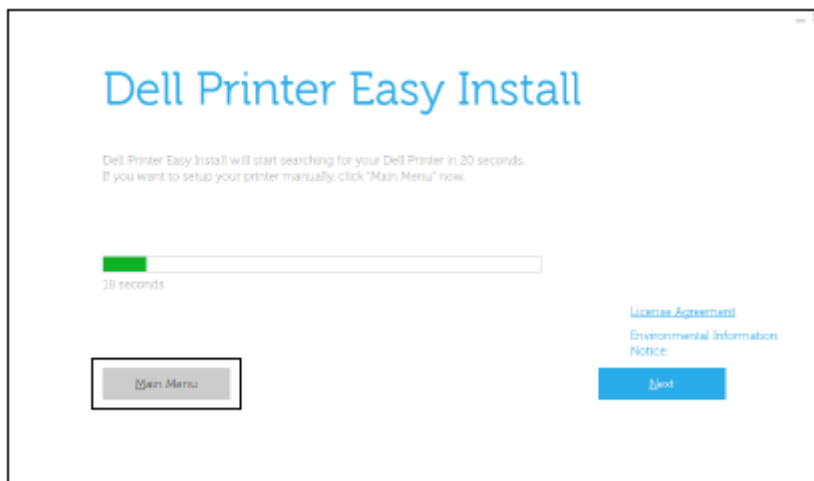 Dell Printer Easy Install
Dell Printer Easy Install will start searching for your Dell Printer in 20 seconds.
If you want to setup your printer manually, click "Main Menu" now.
18 seconds
License Agreement
Environmental Information
Notice
Main Menu
Next